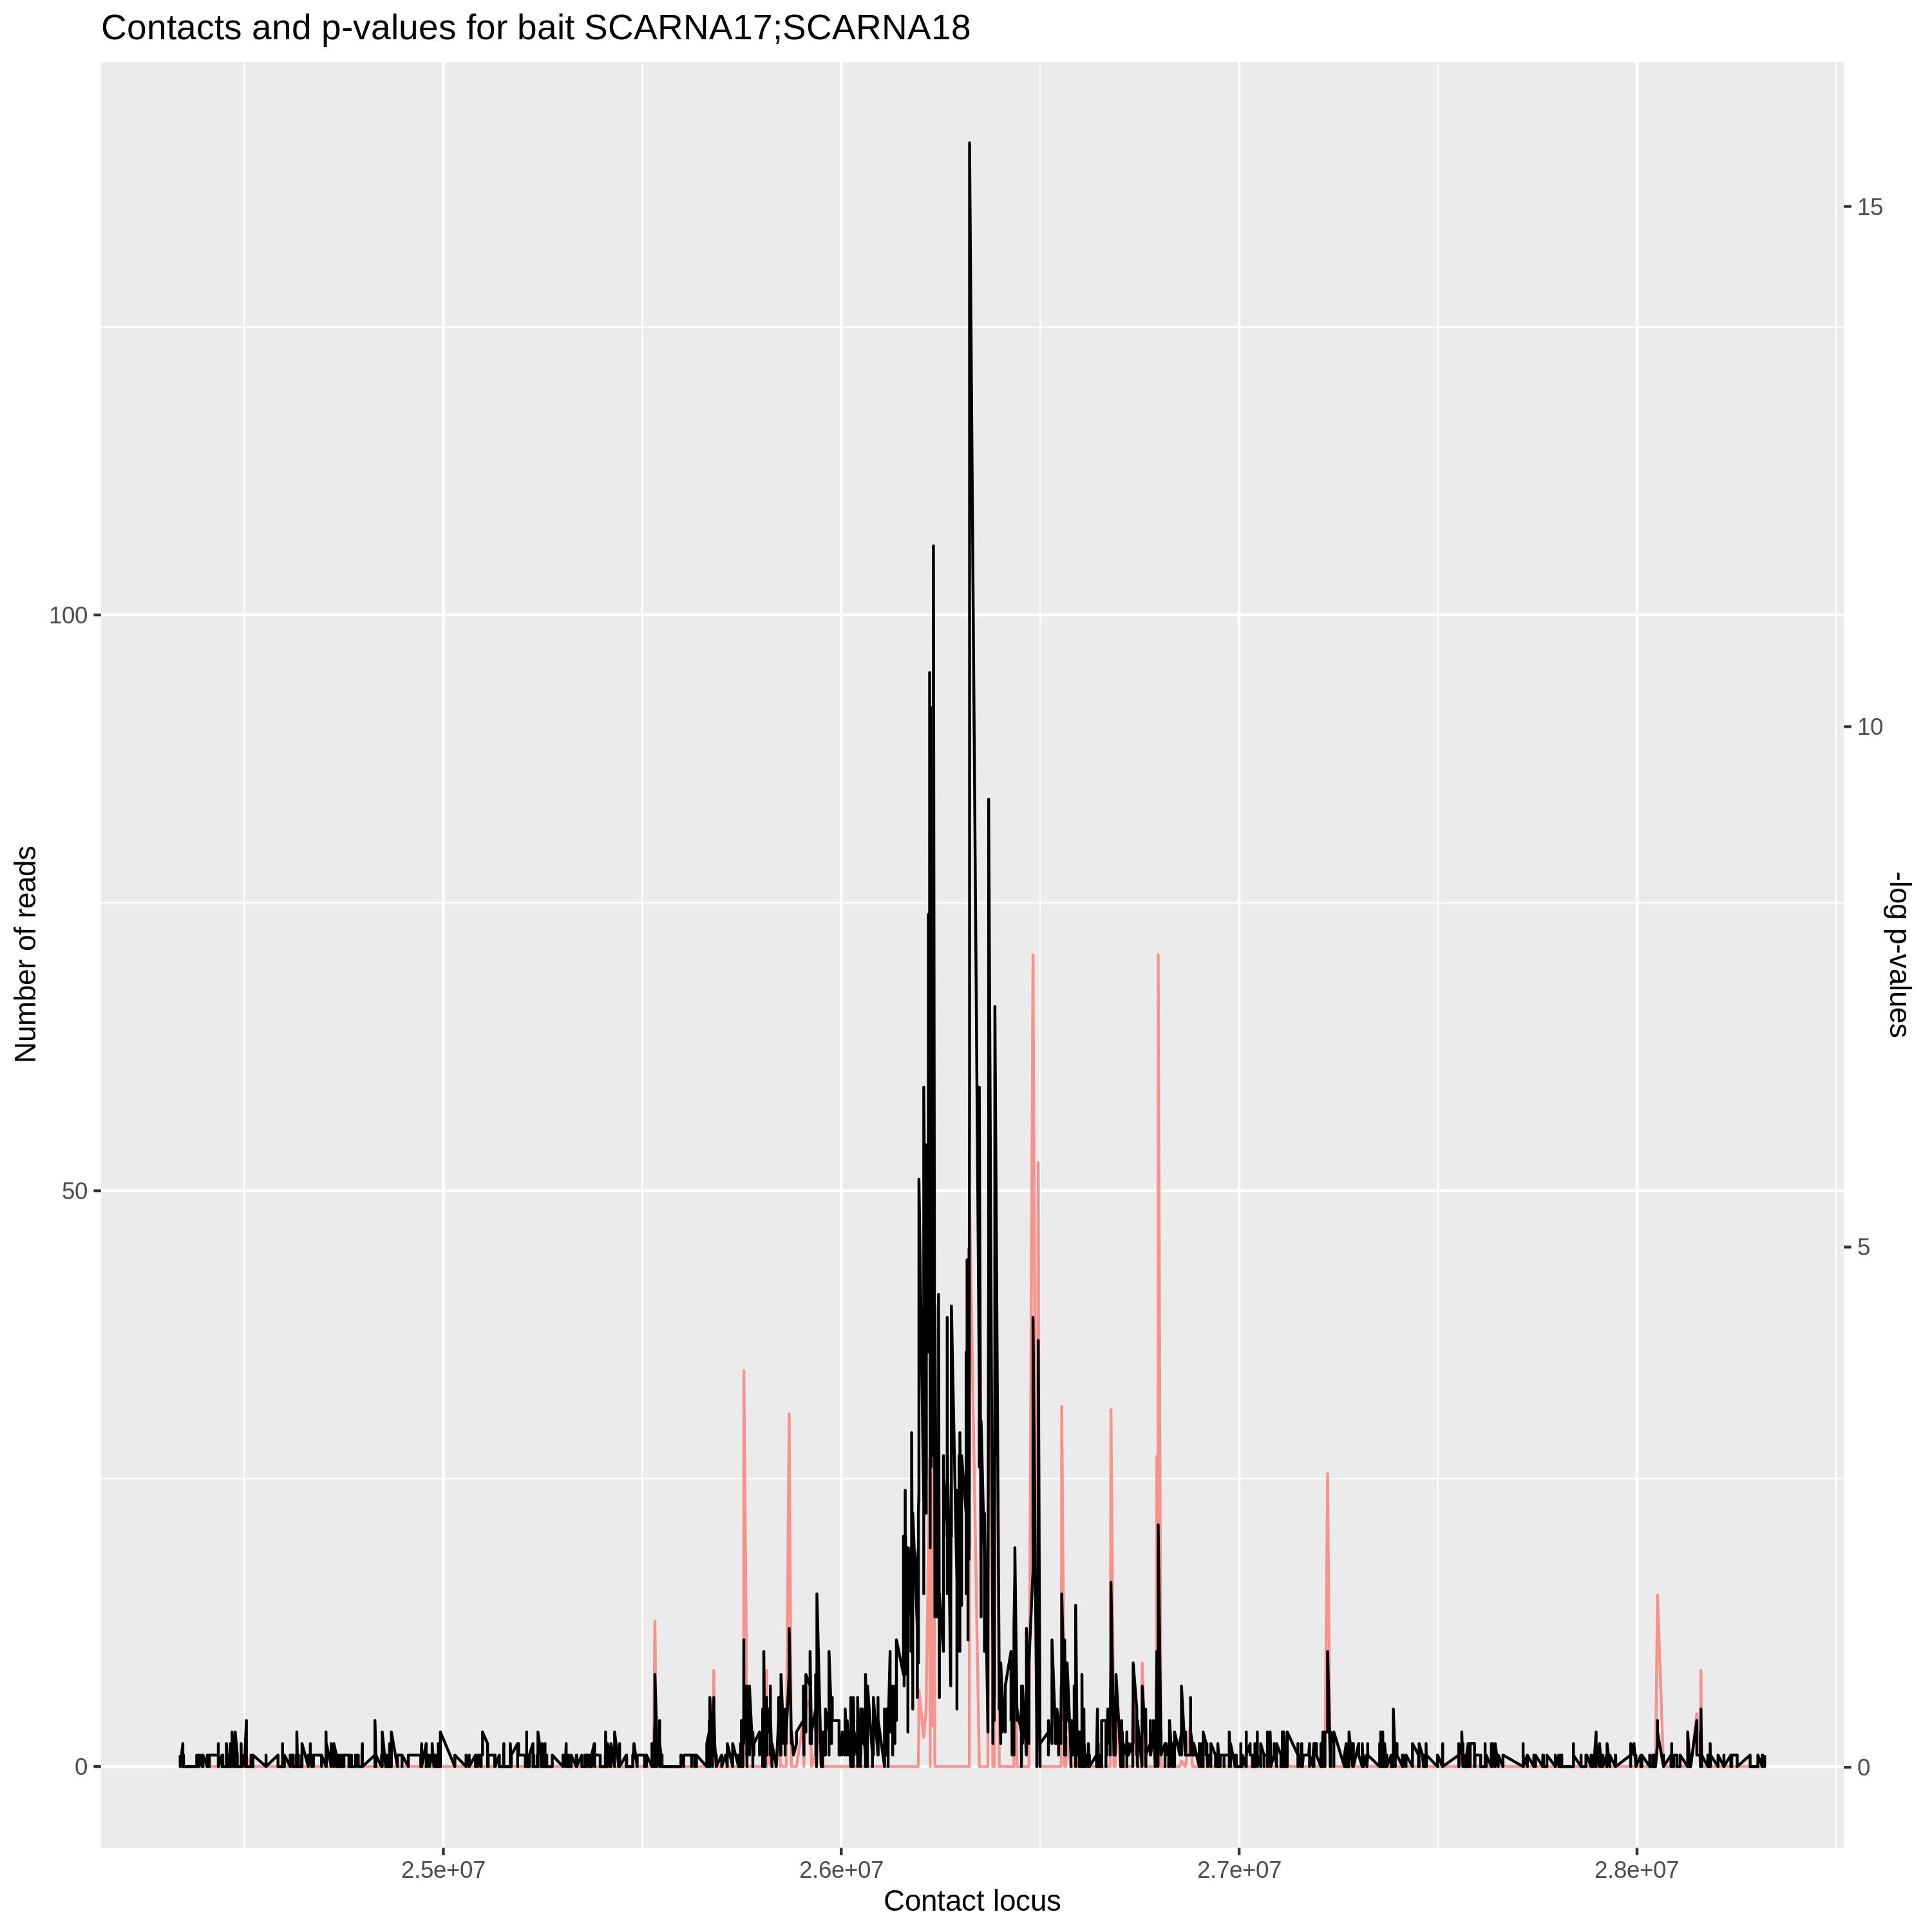 Contacts and p-values for bait SCARNA17;SCARNA18
15
100
10
Number of reads
-log p-values
50
5
0
0
2.5e+07
2.6e+07
2.7e+07
2.8e+07
Contact locus